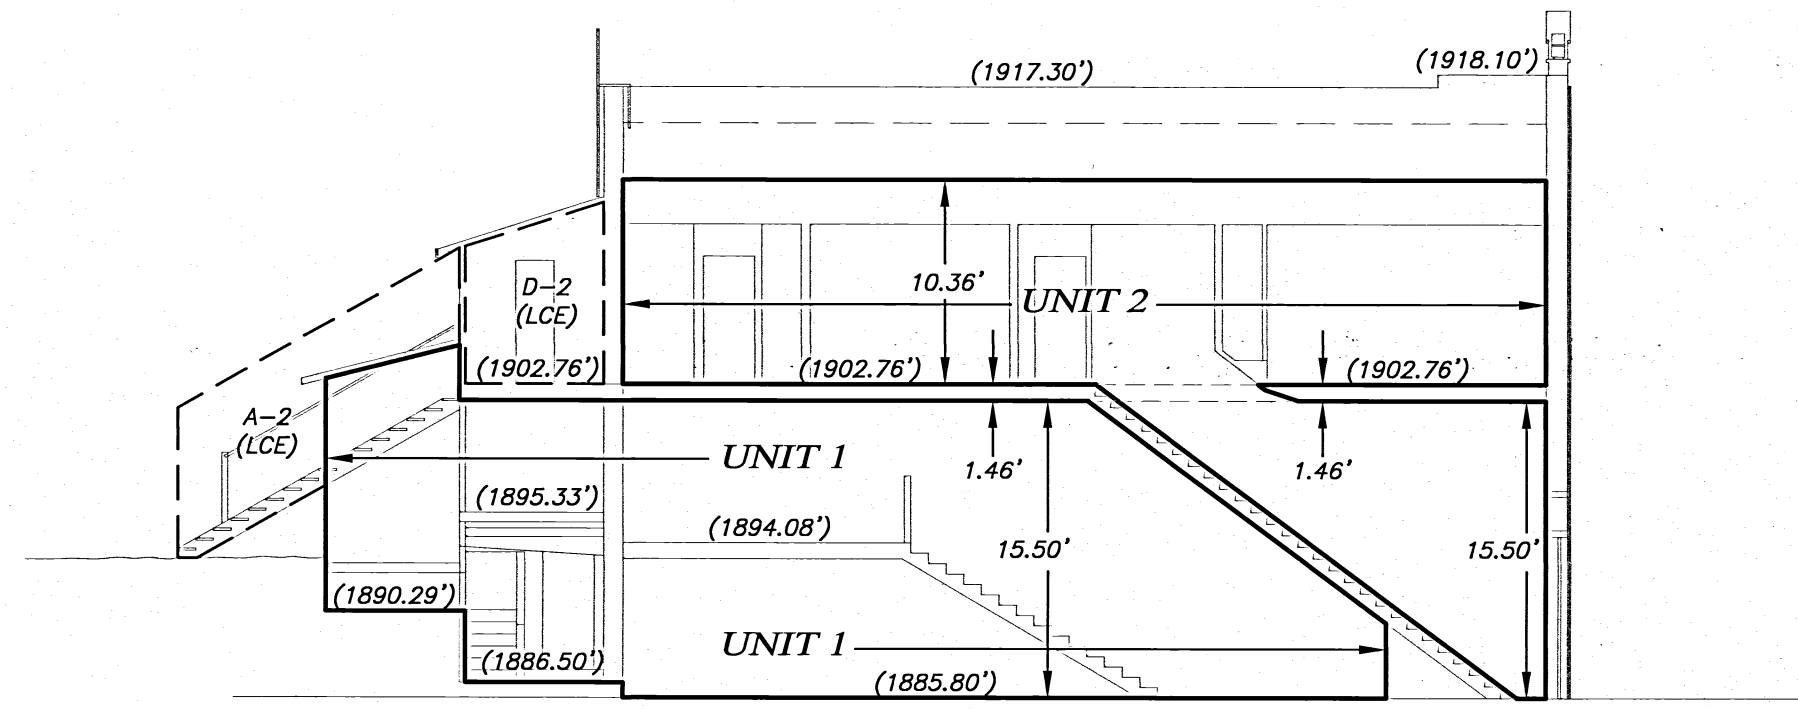 (1918.10')
(1917.30')
10.36'
D-2
(LCE)
UNIT 2
(1902.76')
(1902.76')
(1902.76')
A-2
(LCE)
UNIT 1
1.46'
1.46'
(1895.33')
(1894.08')
15.50'
15.50'
(1890.29')
UNIT 1
(1886.50')
(1885.80')